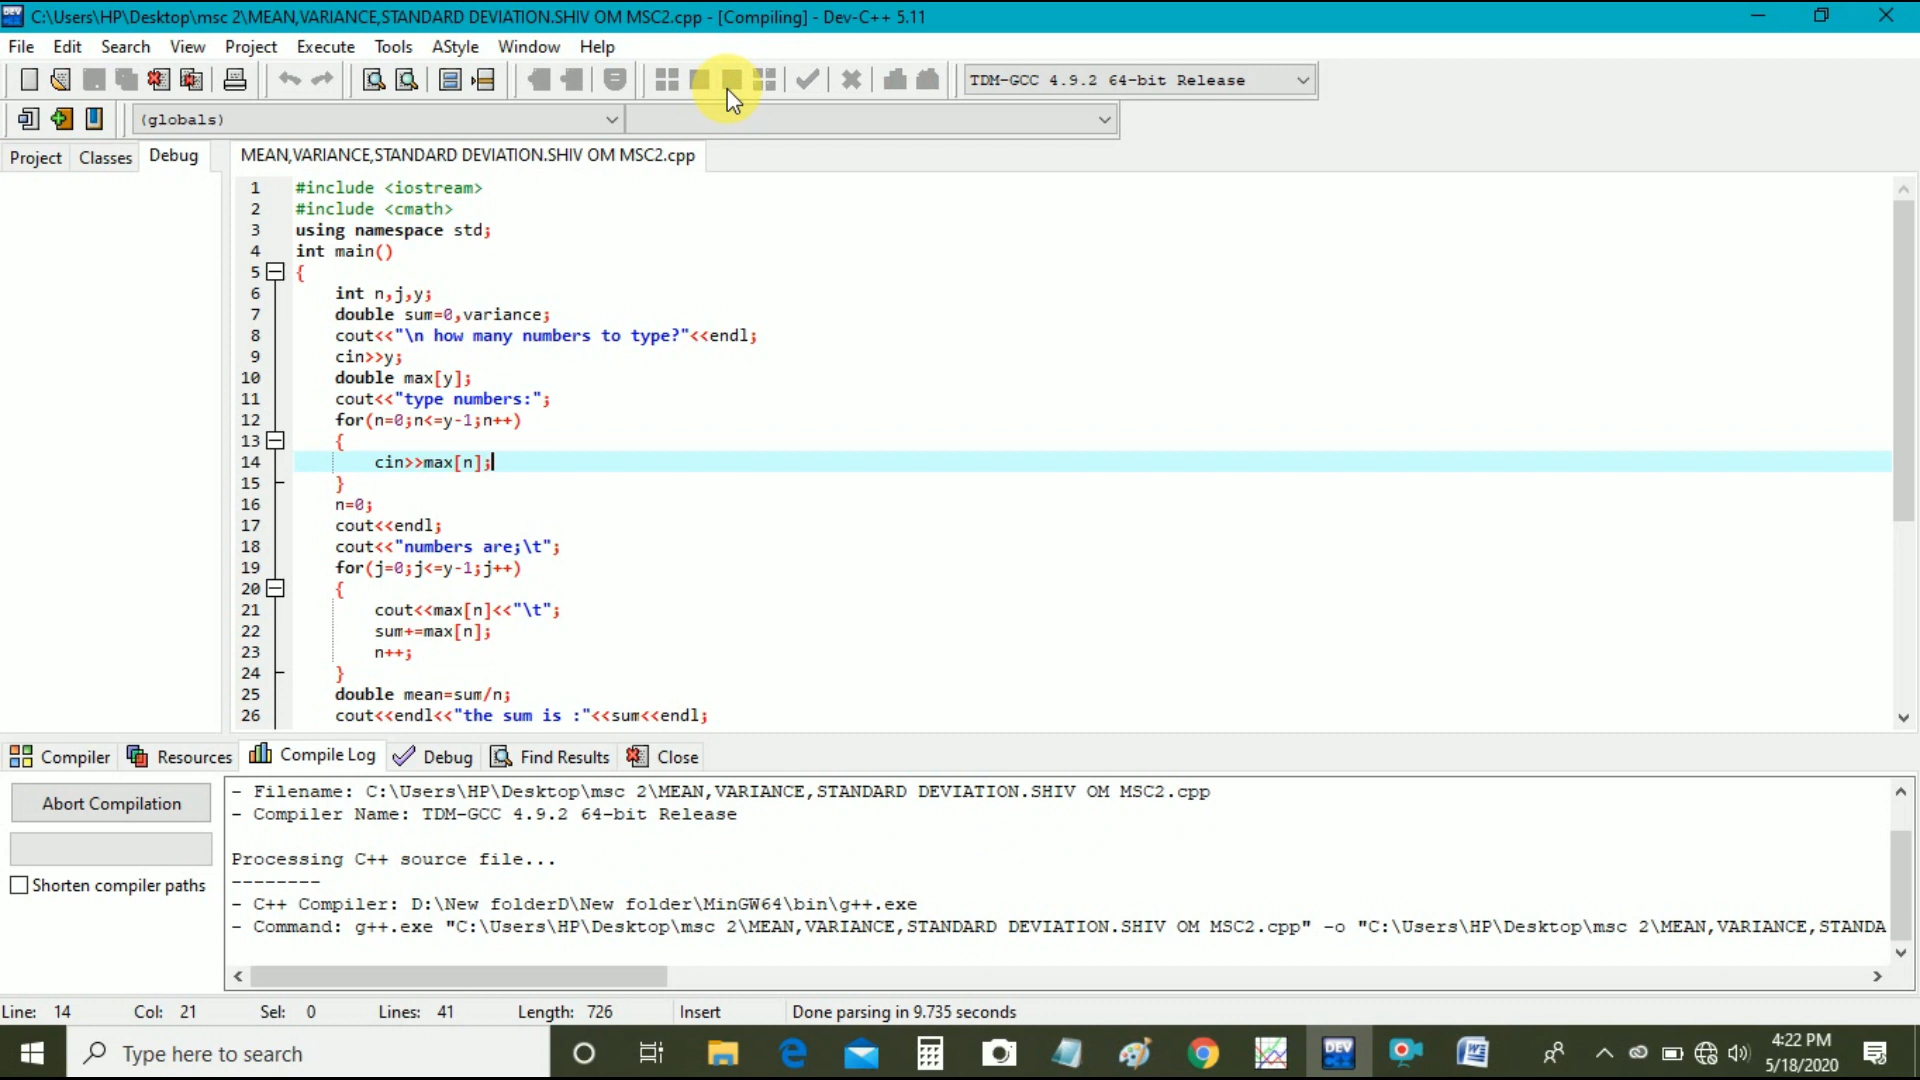 C:\Users\HP\Desktop\msc 2\MEAN,VARIANCE,STANDARD DEVIATION.SHIV OM MSC2.cpp - [Compiling] - Dev-C++ 5.11
File Edit Search View Project Execute Tools AStyle Window Help
TDM-GCC 4.9.2 64-bit Release
(globals)
Project Classes Debug
MEAN,VARIANCE,STANDARD DEVIATION.SHIV OM MSC2.cpp
1 #include <iostream>
2 #include <cmath>
3 using namespace std;
4 int main()
5 {
6 int n,j,y;
7 double sum=0,variance;
8 cout<<"\n how many numbers to type?"<<endl;
9 cin>>y;
10 double max[y];
11 cout<<"type numbers:";
12 for(n=0;n<=y-1;n++)
13 {
14 cin>>max[n];
15 }
16 n=0;
17 cout<<endl;
18 cout<<"numbers are;\t";
19 for(j=0;j<=y-1;j++)
20 {
21 cout<<max[n]<<"\t";
22 sum+=max[n];
23 n++;
24 }
25 double mean=sum/n;
26 cout<<endl<<"the sum is :"<<sum<<endl;
Compiler Resources Compile Log Debug Find Results Close
Abort Compilation
Shorten compiler paths
- Filename: C:\Users\HP\Desktop\msc 2\MEAN,VARIANCE,STANDARD DEVIATION.SHIV OM MSC2.cpp
- Compiler Name: TDM-GCC 4.9.2 64-bit Release
Processing C++ source file...
--------
- C++ Compiler: D:\New folderD\New folder\MinGW64\bin\g++.exe
- Command: g++.exe "C:\Users\HP\Desktop\msc 2\MEAN,VARIANCE,STANDARD DEVIATION.SHIV OM MSC2.cpp" -o "C:\Users\HP\Desktop\msc 2\MEAN,VARIANCE,STANDA
Line: 14 Col: 21 Sel: 0 Lines: 41 Length: 726 Insert Done parsing in 9.735 seconds
Type here to search
DEV
4:22 PM
5/18/2020